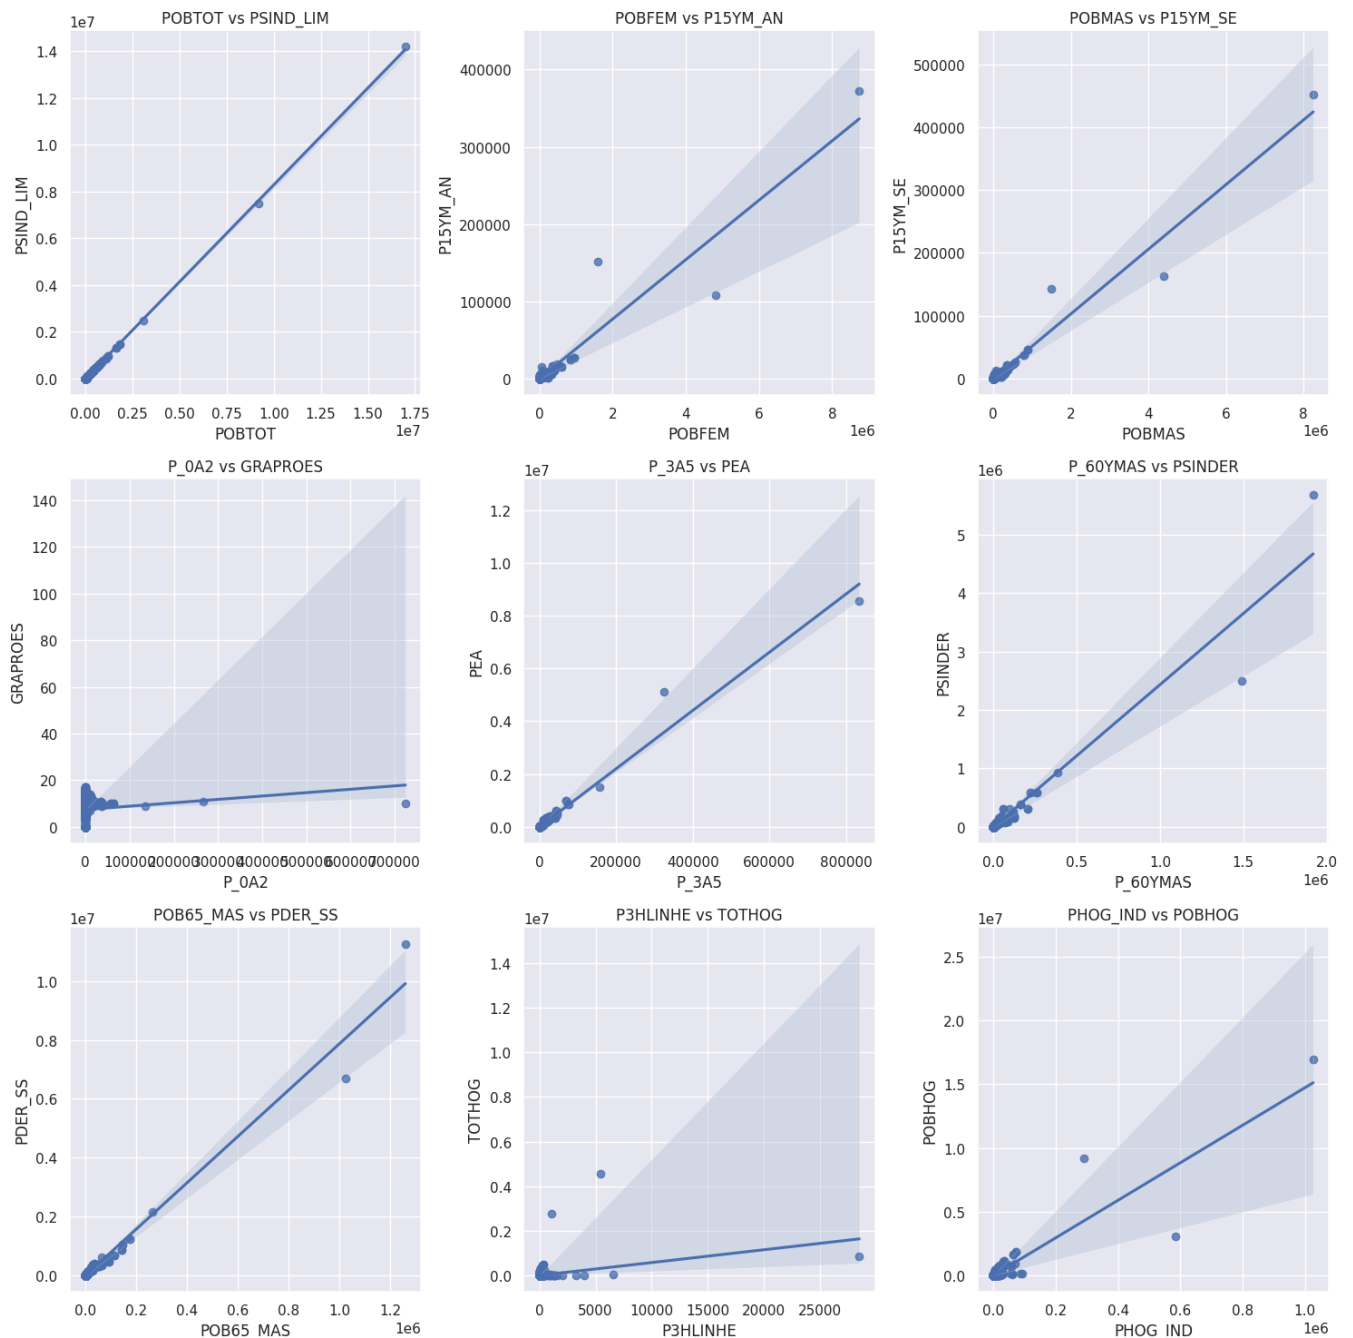 POBTOT vs PSIND_LIM
1e7
1.4
1.2
1.0
0.8
0.6
0.4
0.2
0.0
PSIND_LIM
0.00 0.25 0.50 0.75 1.00 1.25 1.50 1.75
POBTOT
1e7
POBFEM vs P15YM_AN
400000
300000
200000
100000
0
P15YM_AN
0 2 4 6 8
POBFEM
1e6
POBMAS vs P15YM_SE
500000
400000
300000
200000
100000
0
P15YM_SE
0 2 4 6 8
POBMAS
1e6
P_0A2 vs GRAPROES
140
120
100
80
60
40
20
0
GRAPROES
0 100000 200000 300000 400000 500000 600000 700000
P_0A2
P_3A5 vs PEA
1e7
1.2
1.0
0.8
0.6
0.4
0.2
0.0
PEA
0 200000 400000 600000 800000
P_3A5
P_60YMAS vs PSINDER
1e6
5
4
3
2
1
0
PSINDER
0.0 0.5 1.0 1.5 2.0
P_60YMAS
1e6
POB65_MAS vs PDER_SS
1e7
1.0
0.8
0.6
0.4
0.2
0.0
PDER_SS
0.0 0.2 0.4 0.6 0.8 1.0 1.2
POB65_MAS
1e6
P3HLINHE vs TOTHOG
1e7
1.4
1.2
1.0
0.8
0.6
0.4
0.2
0.0
TOTHOG
0 5000 10000 15000 20000 25000
P3HLINHE
PHOG_IND vs POBHOG
1e7
2.5
2.0
1.5
1.0
0.5
0.0
POBHOG
0.0 0.2 0.4 0.6 0.8 1.0
PHOG_IND
1e6